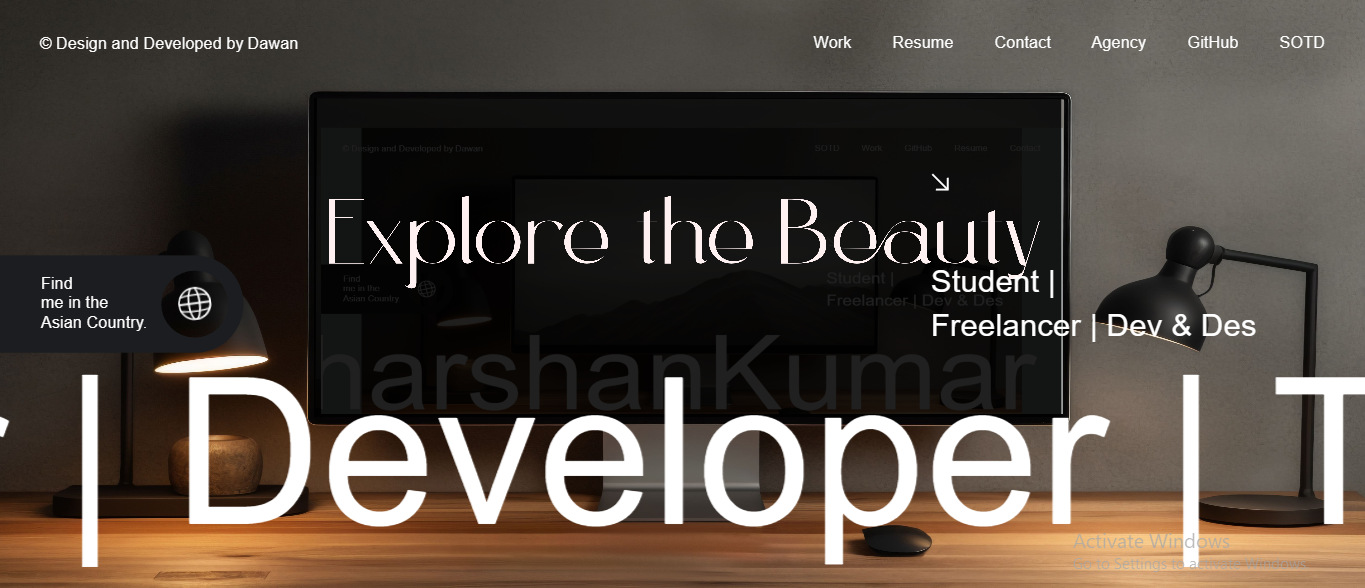 © Design and Developed by Dawan
Work Resume Contact Agency GitHub SOTD
© Design and Developed by Dawan
SOTD Work GitHub Resume Contact
Explore the Beauty
Find
me in the
Asian Country.
Student |
Freelancer | Dev & Des
Find
me in the
Asian Country.
Student |
Freelancer | Dev & Des
harshanKumar
r | Developer | T
Activate Windows
Go to Settings to activate Windows.